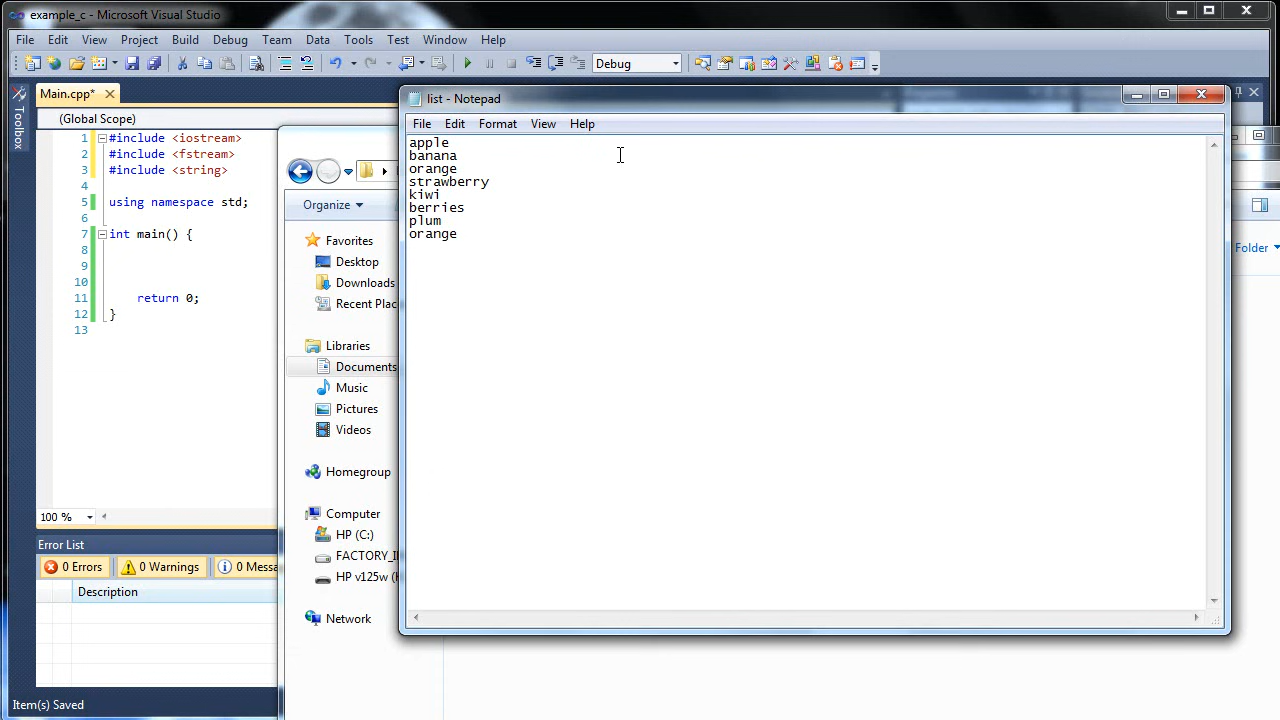 example_c - Microsoft Visual Studio
File Edit View Project Build Debug Team Data Tools Test Window Help
Debug
Main.cpp*
(Global Scope)
Toolbox
1 #include <iostream>
2 #include <fstream>
3 #include <string>
4
5 using namespace std;
6
7 int main() {
8
9
10
11 return 0;
12 }
13
100 %
Error List
0 Errors
0 Warnings
0
Description
Item(s) Saved
Organize
Favorites
Desktop
Downloads
Recent
Libraries
Documents
Music
Pictures
Videos
Homegroup
Computer
HP (C:)
HP v125w
Network
Folder
list - Notepad
File Edit Format View Help
apple
banana
orange
strawberry
kiwi
berries
plum
orange